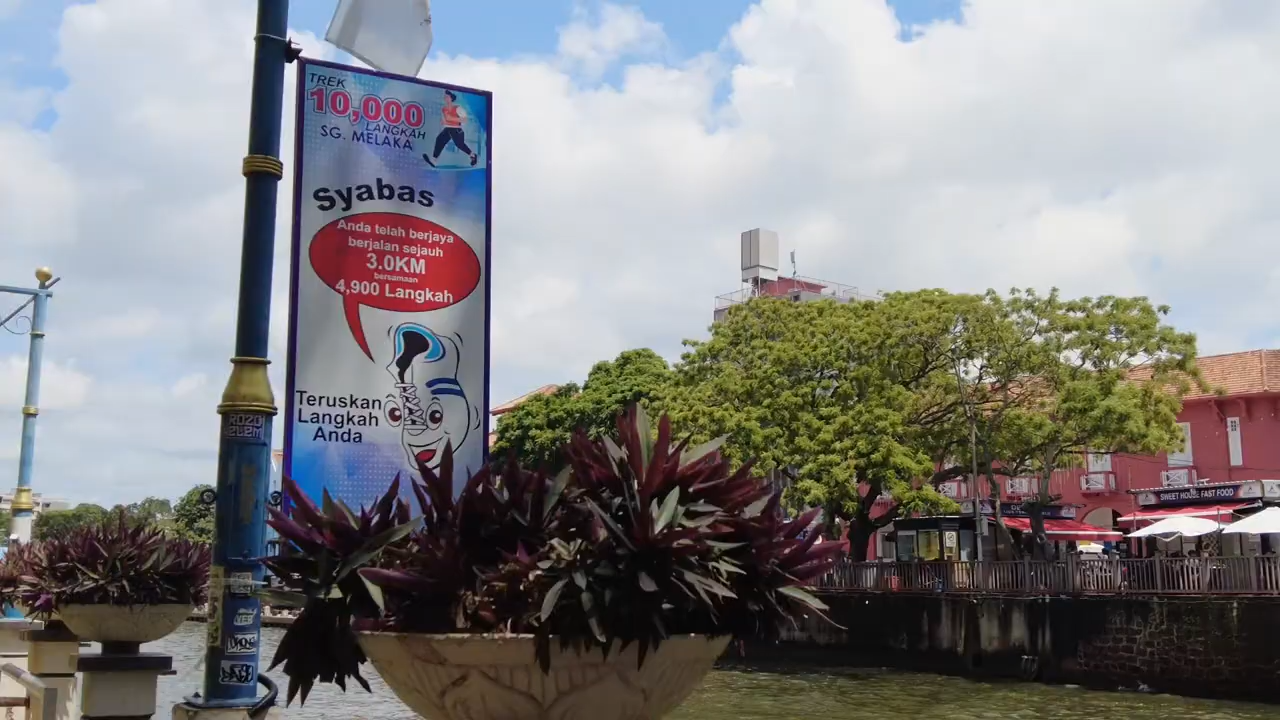 TREK
10,000
LANGKAH
SG. MELAKA
Syabas
Anda telah berjaya
berjalan sejauh
3.0KM
bersamaan
4,900 Langkah
Teruskan
Langkah
Anda
SWEET HOUSE FAST FOOD